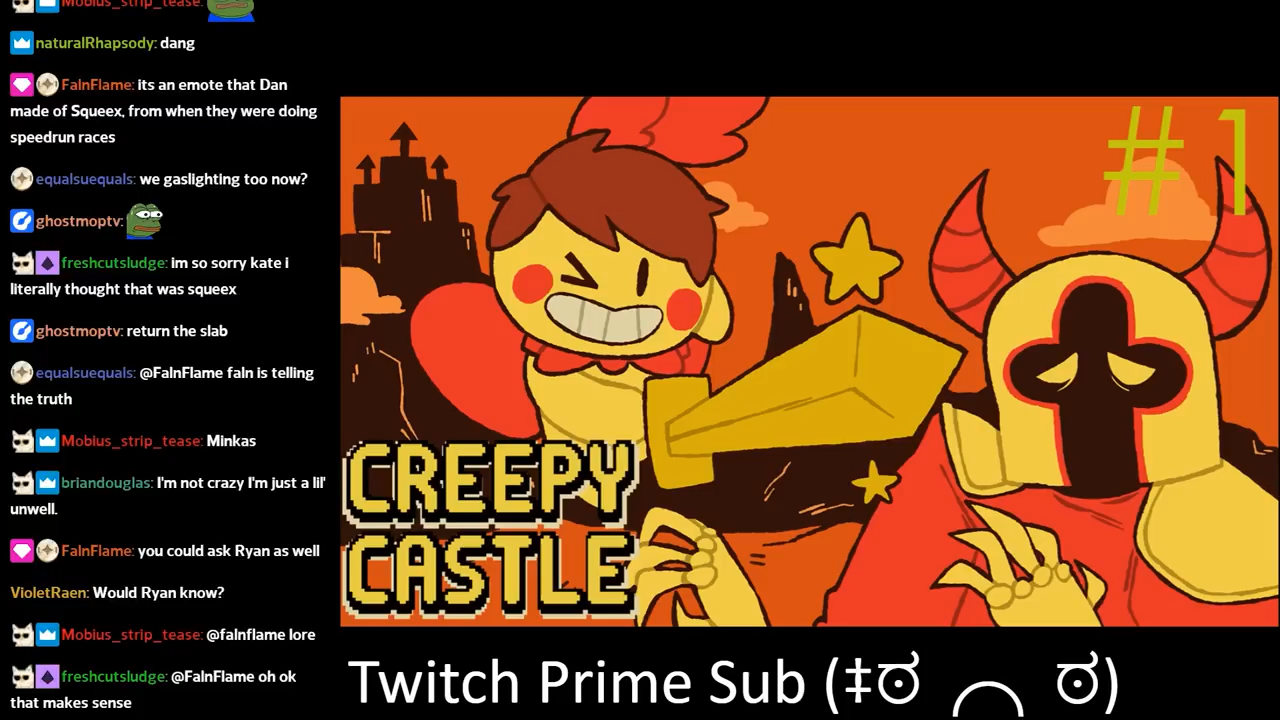 Mobius_strip_tease:
naturalRhapsody: dang
FalnFlame: its an emote that Dan
made of Squeex, from when they were doing
speedrun races
equalsuequals: we gaslighting too now?
ghostmoptv:
freshcutsludge: im so sorry kate i
literally thought that was squeex
ghostmoptv: return the slab
equalsuequals: @FalnFlame faln is telling
the truth
Mobius_strip_tease: Minkas
briandouglas: I'm not crazy I'm just a lil'
unwell.
FalnFlame: you could ask Ryan as well
VioletRaen: Would Ryan know?
Mobius_strip_tease: @falnflame lore
freshcutsludge: @FalnFlame oh ok
that makes sense
#1
CREEPY
CASTLE
Twitch Prime Sub (‡ಠ ╭╮ ಠ)